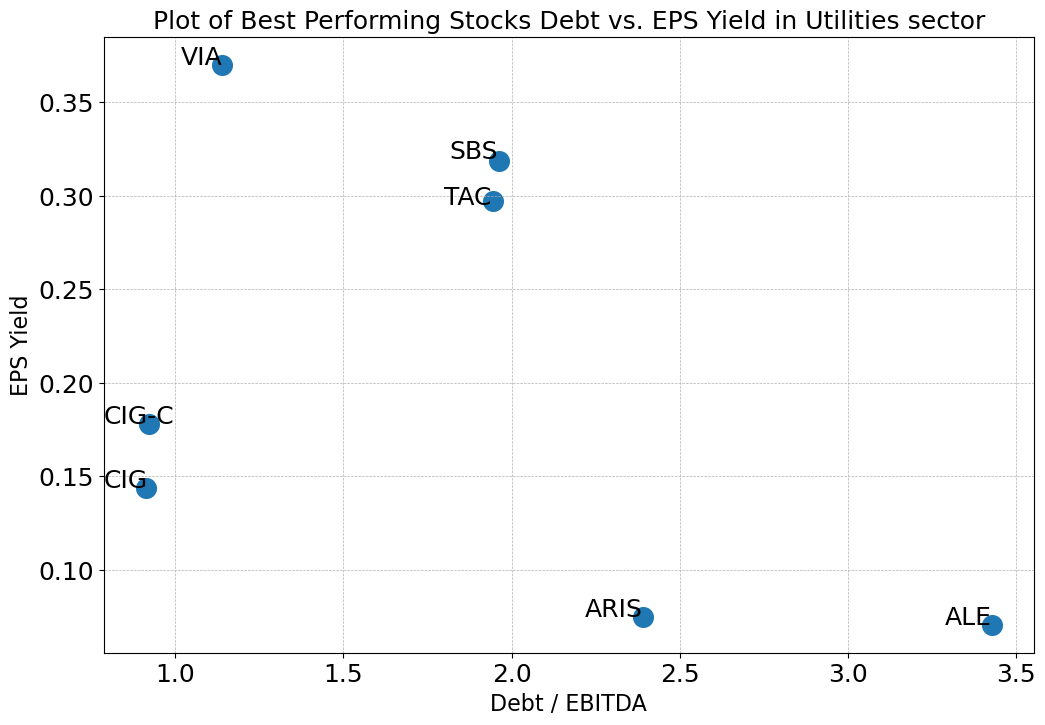 Plot of Best Performing Stocks Debt vs. EPS Yield in Utilities sector
VIA
0.35
SBS
0.30
TAC
0.25
EPS Yield
0.20
CIG-C
0.15
CIG
0.10
ARIS
ALE
1.0 1.5 2.0 2.5 3.0 3.5
Debt / EBITDA